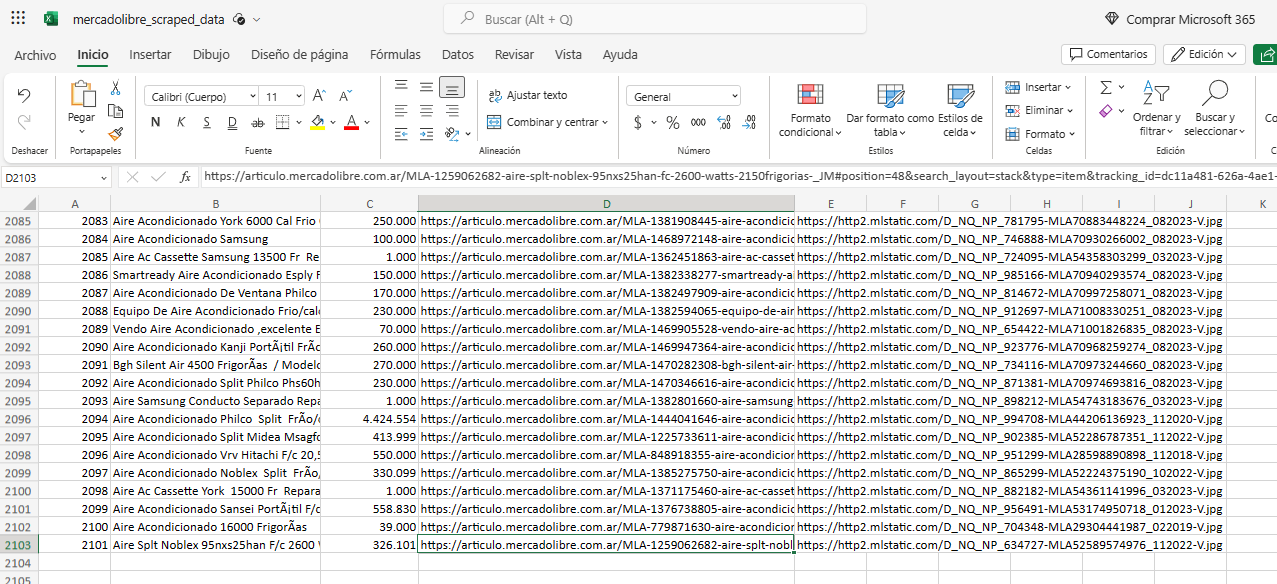 mercadolibre_scraped_data
Buscar (Alt + Q)
Comprar Microsoft 365
Archivo Inicio Insertar Dibujo Diseño de página Fórmulas Datos Revisar Vista Ayuda
Comentarios Edición
Deshacer
Pegar
Portapapeles
Calibri (Cuerpo) 11 A A
N K S D ab A
Fuente
Ajustar texto
Combinar y centrar
Alineación
General
$ % 000
Número
Formato condicional
Dar formato como tabla
Estilos de celda
Estilos
Insertar
Eliminar
Formato
Celdas
Ordenar y filtrar
Buscar y seleccionar
Edición
D2103 fx https://articulo.mercadolibre.com.ar/MLA-1259062682-aire-splt-noblex-95nxs25han-fc-2600-watts-2150frigorias-_JM#position=48&search_layout=stack&type=item&tracking_id=dc11a481-626a-4ae1-
A B C D E F G H I J K
2085 2083 Aire Acondicionado York 6000 Cal Frio 250.000 https://articulo.mercadolibre.com.ar/MLA-1381908445-aire-acondicio https://http2.mlstatic.com/D_NQ_NP_781795-MLA70883448224_082023-V.jpg
2086 2084 Aire Acondicionado Samsung 100.000 https://articulo.mercadolibre.com.ar/MLA-1468972148-aire-acondicio https://http2.mlstatic.com/D_NQ_NP_746888-MLA70930266002_082023-V.jpg
2087 2085 Aire Ac Cassette Samsung 13500 Fr Re 1.000 https://articulo.mercadolibre.com.ar/MLA-1362451863-aire-ac-casset https://http2.mlstatic.com/D_NQ_NP_724095-MLA54358303299_032023-V.jpg
2088 2086 Smartready Aire Acondicionado Esply F 150.000 https://articulo.mercadolibre.com.ar/MLA-1382338277-smartready-ai https://http2.mlstatic.com/D_NQ_NP_985166-MLA70940293574_082023-V.jpg
2089 2087 Aire Acondicionado De Ventana Philco 170.000 https://articulo.mercadolibre.com.ar/MLA-1382497909-aire-acondicio https://http2.mlstatic.com/D_NQ_NP_814672-MLA70997258071_082023-V.jpg
2090 2088 Equipo De Aire Acondicionado Frio/calo 230.000 https://articulo.mercadolibre.com.ar/MLA-1382594065-equipo-de-air https://http2.mlstatic.com/D_NQ_NP_912697-MLA71008330251_082023-V.jpg
2091 2089 Vendo Aire Acondicionado ,excelente E 70.000 https://articulo.mercadolibre.com.ar/MLA-1469905528-vendo-aire-ac https://http2.mlstatic.com/D_NQ_NP_654422-MLA71001826835_082023-V.jpg
2092 2090 Aire Acondicionado Kanji PortÃ¡til FrÃ­o 260.000 https://articulo.mercadolibre.com.ar/MLA-1469947364-aire-acondicio https://http2.mlstatic.com/D_NQ_NP_923776-MLA70968259274_082023-V.jpg
2093 2091 Bgh Silent Air 4500 FrigorÃ­as / Modelo 270.000 https://articulo.mercadolibre.com.ar/MLA-1470282308-bgh-silent-air- https://http2.mlstatic.com/D_NQ_NP_734116-MLA70973244660_082023-V.jpg
2094 2092 Aire Acondicionado Split Philco Phs60h 230.000 https://articulo.mercadolibre.com.ar/MLA-1470346616-aire-acondicio https://http2.mlstatic.com/D_NQ_NP_871381-MLA70974693816_082023-V.jpg
2095 2093 Aire Samsung Conducto Separado Repa 1.000 https://articulo.mercadolibre.com.ar/MLA-1382801660-aire-samsung https://http2.mlstatic.com/D_NQ_NP_898212-MLA54743183676_032023-V.jpg
2096 2094 Aire Acondicionado Philco Split FrÃ­o/c 4.424.554 https://articulo.mercadolibre.com.ar/MLA-1444041646-aire-acondicio https://http2.mlstatic.com/D_NQ_NP_994708-MLA44206136923_112020-V.jpg
2097 2095 Aire Acondicionado Split Midea Msagfc 413.999 https://articulo.mercadolibre.com.ar/MLA-1225733611-aire-acondicio https://http2.mlstatic.com/D_NQ_NP_902385-MLA52286787351_112022-V.jpg
2098 2096 Aire Acondicionado Vrv Hitachi F/c 20,5 550.000 https://articulo.mercadolibre.com.ar/MLA-848918355-aire-acondicion https://http2.mlstatic.com/D_NQ_NP_951299-MLA28598890898_112018-V.jpg
2099 2097 Aire Acondicionado Noblex Split FrÃ­o, 330.099 https://articulo.mercadolibre.com.ar/MLA-1385275750-aire-acondicio https://http2.mlstatic.com/D_NQ_NP_865299-MLA52224375190_102022-V.jpg
2100 2098 Aire Ac Cassette York 15000 Fr Repara 1.000 https://articulo.mercadolibre.com.ar/MLA-1371175460-aire-ac-casset https://http2.mlstatic.com/D_NQ_NP_882182-MLA54361141996_032023-V.jpg
2101 2099 Aire Acondicionado Sansei PortÃ¡til F/c 558.830 https://articulo.mercadolibre.com.ar/MLA-1376738805-aire-acondicio https://http2.mlstatic.com/D_NQ_NP_956491-MLA53174950718_012023-V.jpg
2102 2100 Aire Acondicionado 16000 FrigorÃ­as 39.000 https://articulo.mercadolibre.com.ar/MLA-779871630-aire-acondicion https://http2.mlstatic.com/D_NQ_NP_704348-MLA29304441987_022019-V.jpg
2103 2101 Aire Splt Noblex 95nxs25han F/c 2600 326.101 https://articulo.mercadolibre.com.ar/MLA-1259062682-aire-splt-nobl https://http2.mlstatic.com/D_NQ_NP_634727-MLA52589574976_112022-V.jpg
2104
2105